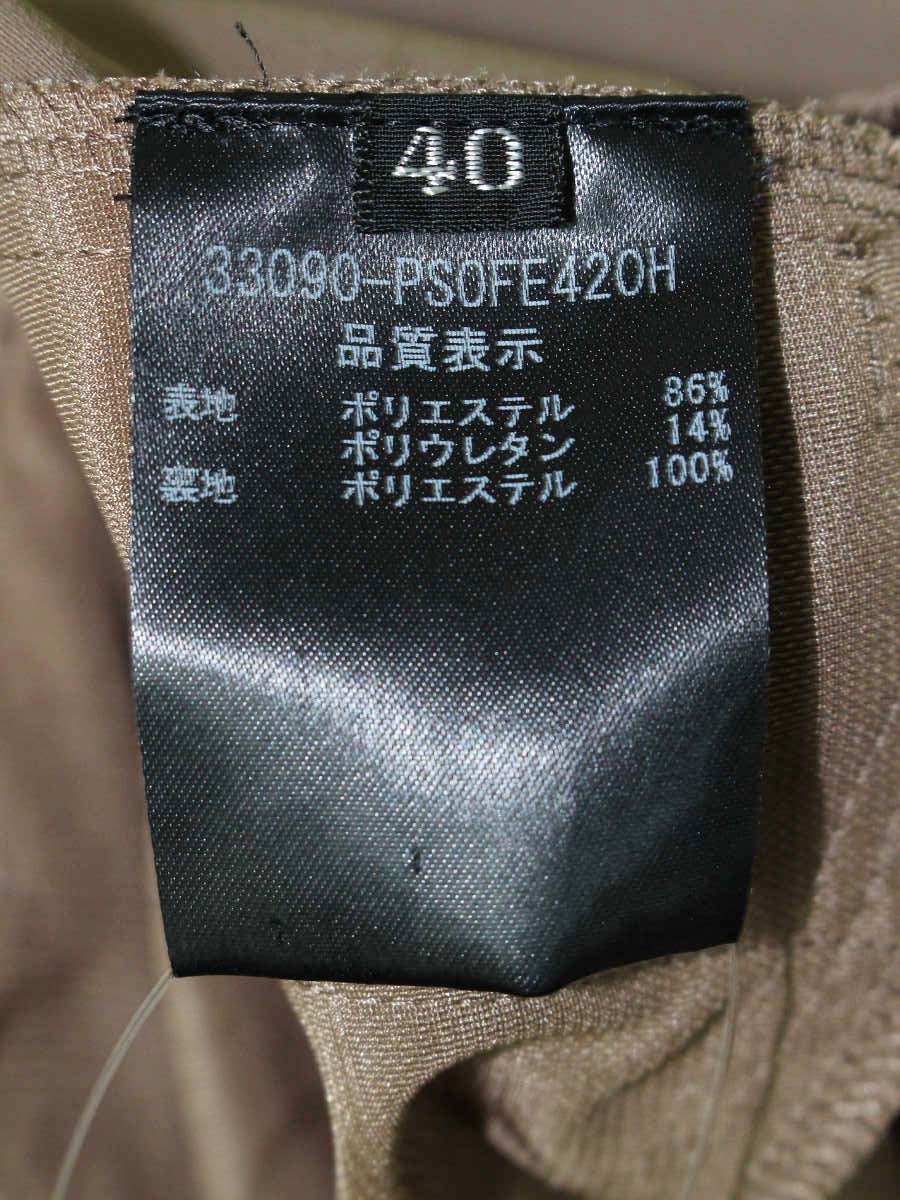 40
33090-PS0FE420H
品質表示
表地 ポリエステル 86%
ポリウレタン 14%
裏地 ポリエステル 100%